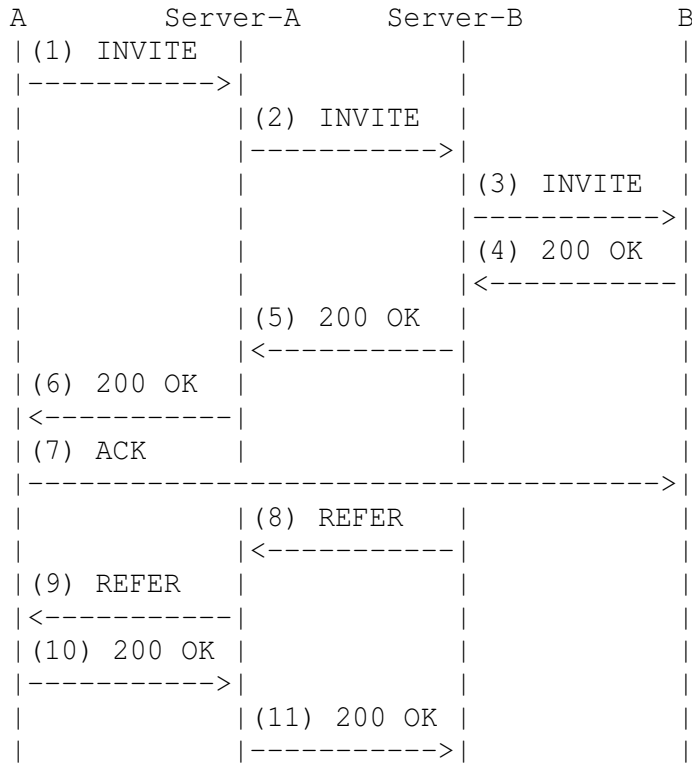 A Server-A Server-B B
(1) INVITE
(2) INVITE
(3) INVITE
(4) 200 OK
(5) 200 OK
(6) 200 OK
(7) ACK
(8) REFER
(9) REFER
(10) 200 OK
(11) 200 OK